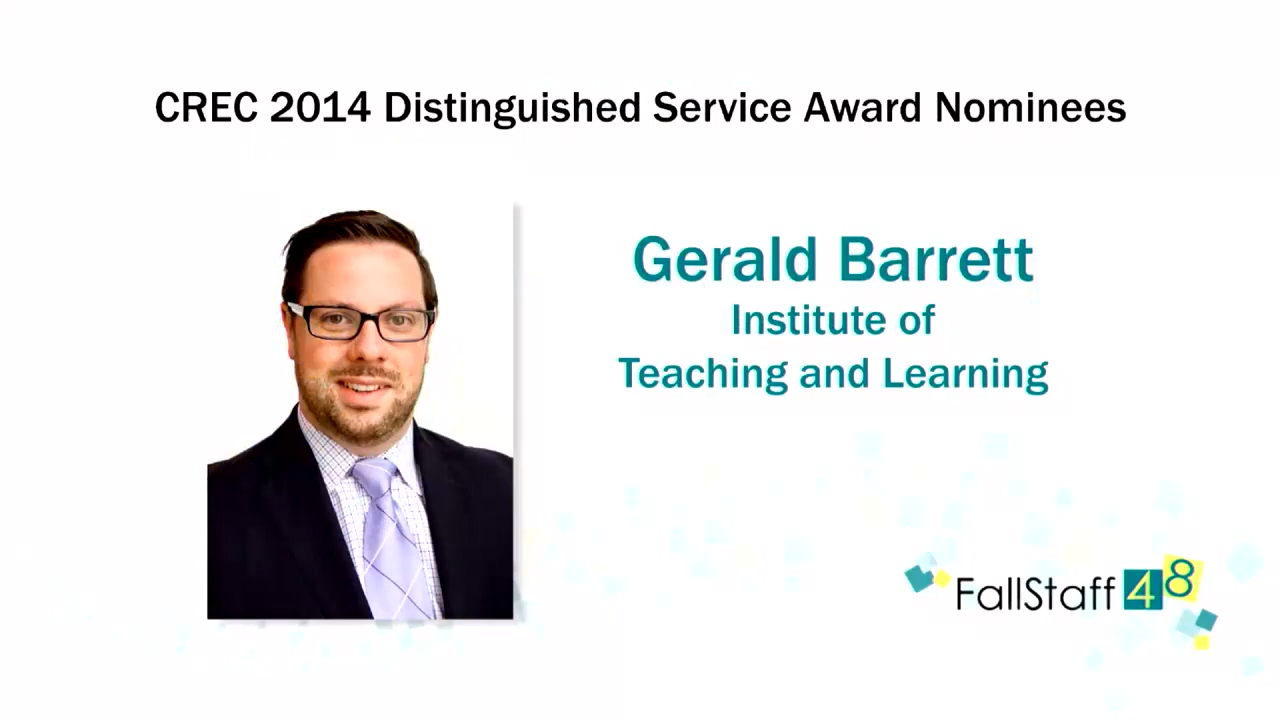 CREC 2014 Distinguished Service Award Nominees
Gerald Barrett
Institute of
Teaching and Learning
FallStaff 48